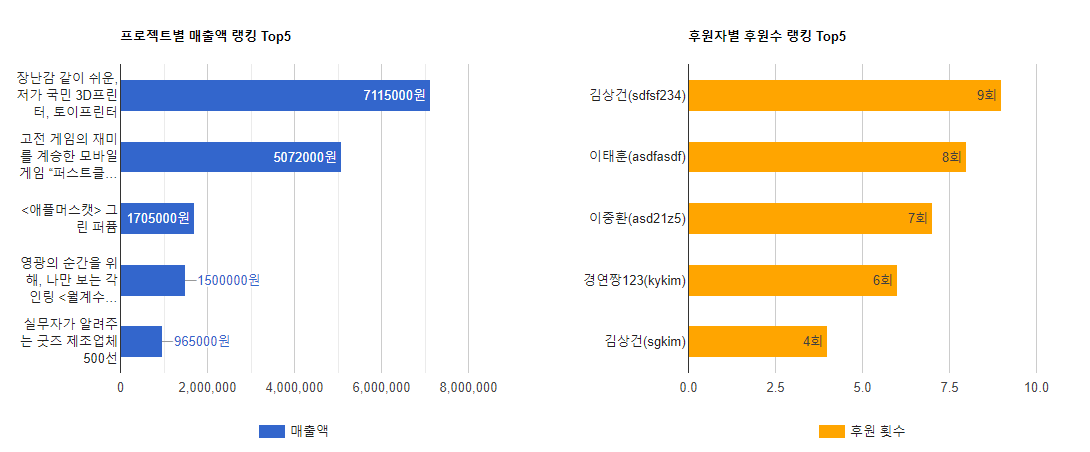 프로젝트별 매출액 랭킹 Top5
장난감 같이 쉬운,
저가 국민 3D프린
터, 토이프린터
7115000원
고전 게임의 재미
를 계승한 모바일
게임 “퍼스트클...
5072000원
<애플머스캣> 그
린 퍼퓸
1705000원
영광의 순간을 위
해, 나만 보는 각
인링 <월계수...
1500000원
실무자가 알려주
는 굿즈 제조업체
500선
965000원
0
2,000,000
4,000,000
6,000,000
8,000,000
매출액
후원자별 후원수 랭킹 Top5
김상건(sdfsf234)
9회
이태훈(asdfasdf)
8회
이중환(asd21z5)
7회
경연짱123(kykim)
6회
김상건(sgkim)
4회
0.0
2.5
5.0
7.5
10.0
후원 횟수